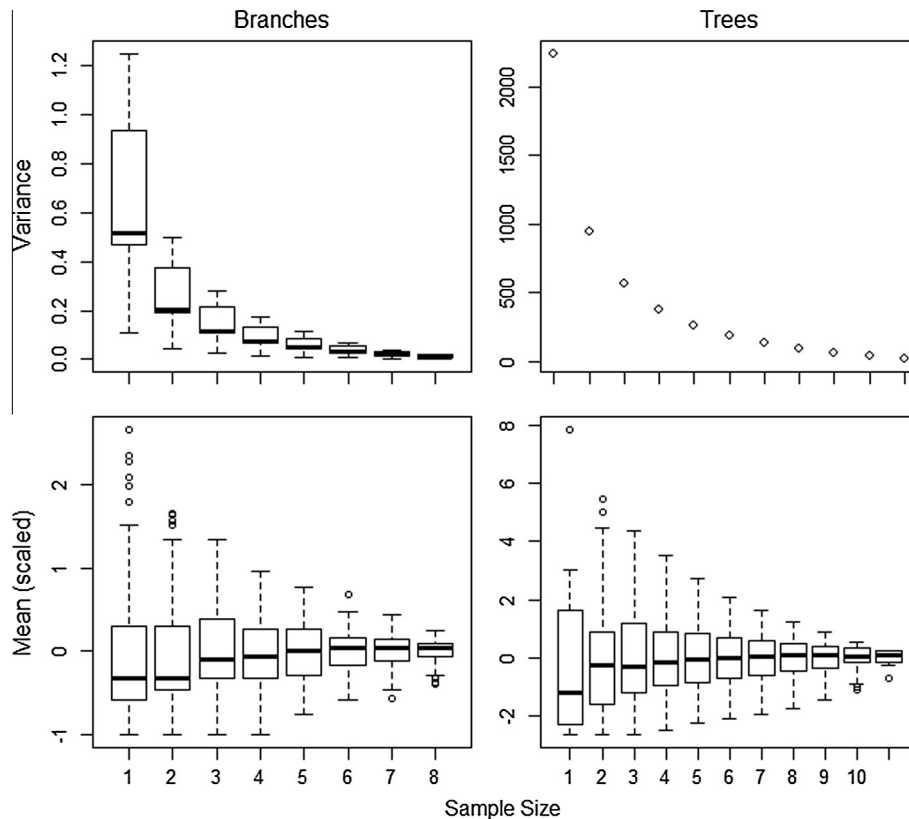 Branches
Trees
Variance
0.0 0.2 0.4 0.6 0.8 1.0 1.2
0 500 1000 1500 2000
Mean (scaled)
-1 0 1 2
-2 0 2 4 6 8
1 2 3 4 5 6 7 8
1 2 3 4 5 6 7 8 9 10
Sample Size